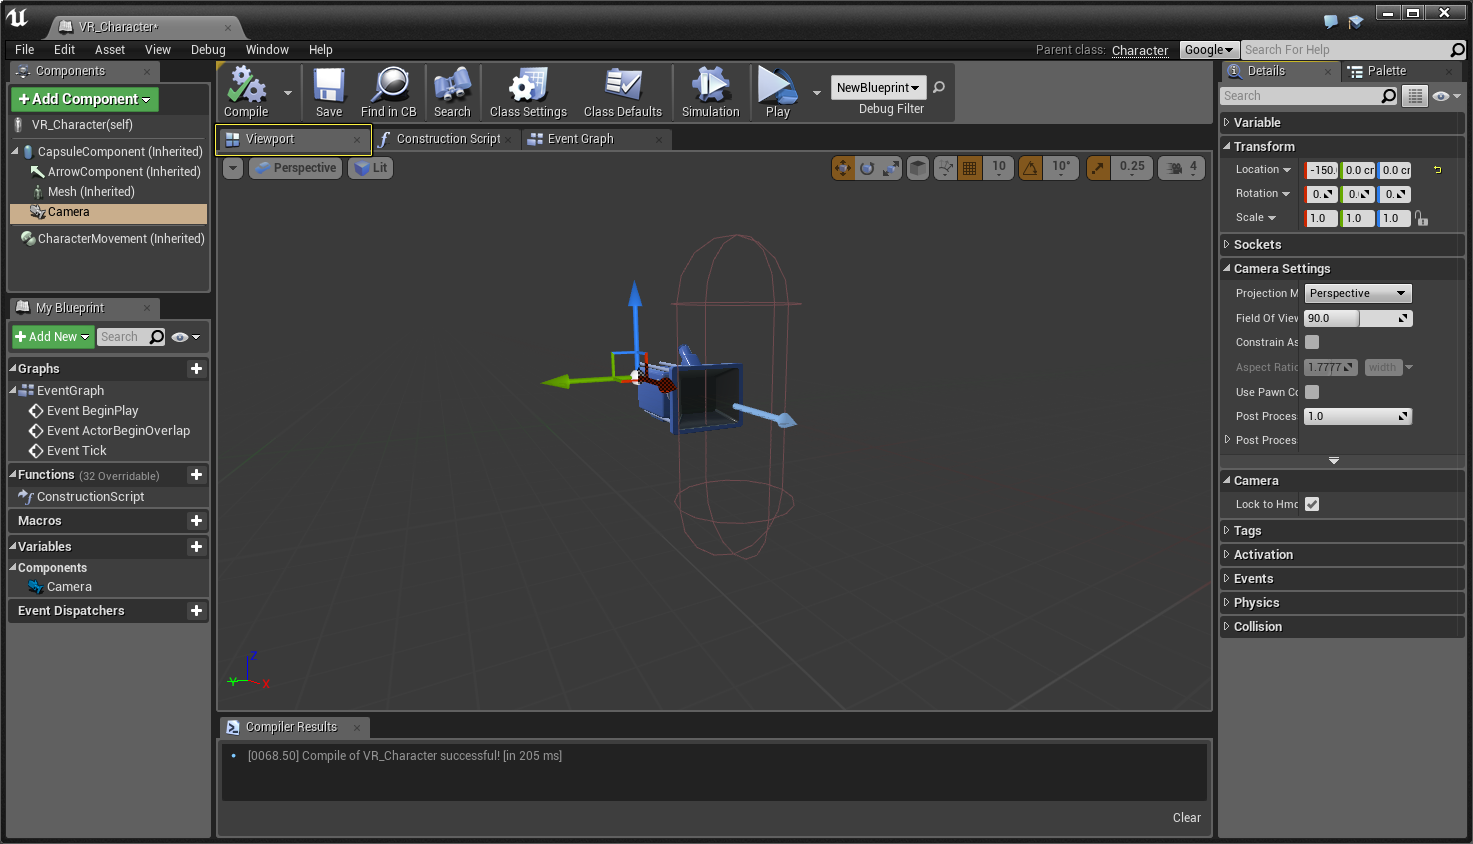 VR_Character*
File Edit Asset View Debug Window Help
Parent class: Character Google Search For Help
Components
Add Component
VR_Character(self)
CapsuleComponent (Inherited)
ArrowComponent (Inherited)
Mesh (Inherited)
Camera
CharacterMovement (Inherited)
My Blueprint
Add New Search
Graphs
EventGraph
Event BeginPlay
Event ActorBeginOverlap
Event Tick
Functions (32 Overridable)
ConstructionScript
Macros
Variables
Components
Camera
Event Dispatchers
Compile Save Find in CB Search Class Settings Class Defaults Simulation Play
NewBlueprint
Debug Filter
Viewport Construction Script Event Graph
Perspective Lit
10 10° 0.25 4
Z
Y X
Compiler Results
[0068.50] Compile of VR_Character successful! [in 205 ms]
Clear
Details Palette
Search
Variable
Transform
Location -150. 0.0 cr 0.0 cr
Rotation 0. 0. 0.
Scale 1.0 1.0 1.0
Sockets
Camera Settings
Projection M Perspective
Field Of View 90.0
Constrain As
Aspect Ratio 1.7777 width
Use Pawn Co
Post Proces 1.0
Post Proces
Camera
Lock to Hmd
Tags
Activation
Events
Physics
Collision